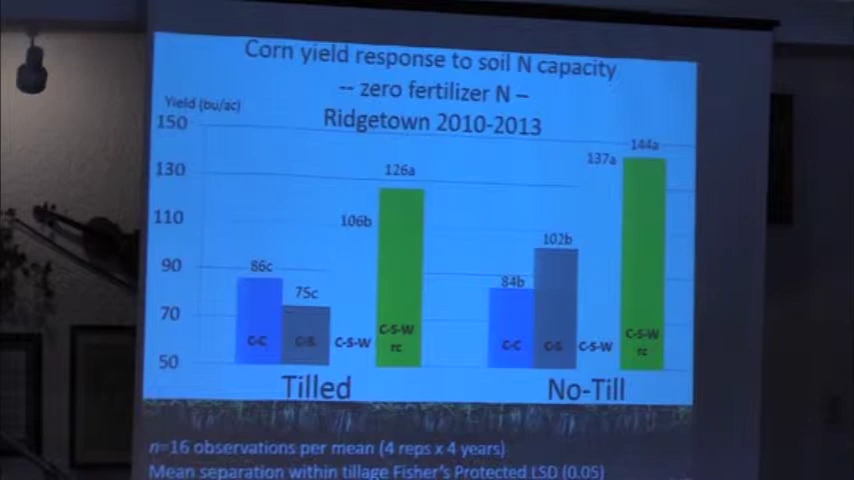 Corn yield response to soil N capacity
-- zero fertilizer N –
Ridgetown 2010-2013
Yield (bu/ac)
150
130
110
90
70
50
86c
75c
106b
126a
84b
102b
137a
144a
C-C
C-S
C-S-W
C-S-W
rc
C-C
C-S
C-S-W
C-S-W
rc
Tilled
No-Till
n=16 observations per mean (4 reps x 4 years)
Mean separation within tillage Fisher's Protected LSD (0.05)